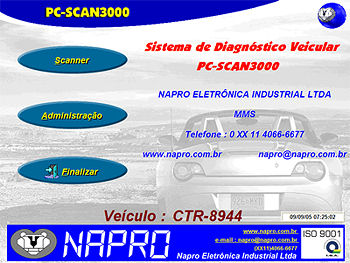 PC-SCAN3000
Scanner
Sistema de Diagnóstico Veicular
PC-SCAN3000
NAPRO ELETRÔNICA INDUSTRIAL LTDA
Administração
MMS
Telefone : 0 XX 11 4066-6677
www.napro.com.br napro@napro.com.br
Finalizar
Veículo : CTR-8944
09/09/05 07:25:02
NAPRO
www.napro.com.br
e-mail : napro@napro.com.br
(XX11)4066-6677
Napro Eletrônica Industrial Ltda
ISO 9001